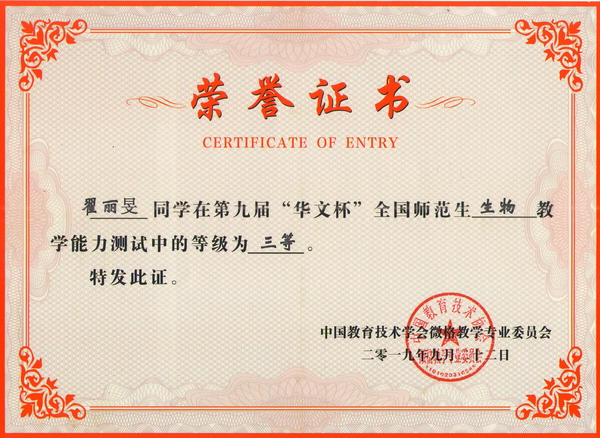 荣誉证书
CERTIFICATE OF ENTRY
翟丽旻同学在第九届“华文杯”全国师范生生物教
学能力测试中的等级为三等。
特发此证。
中国教育技术学会微格教学专业委员会
二零一九年九月二日